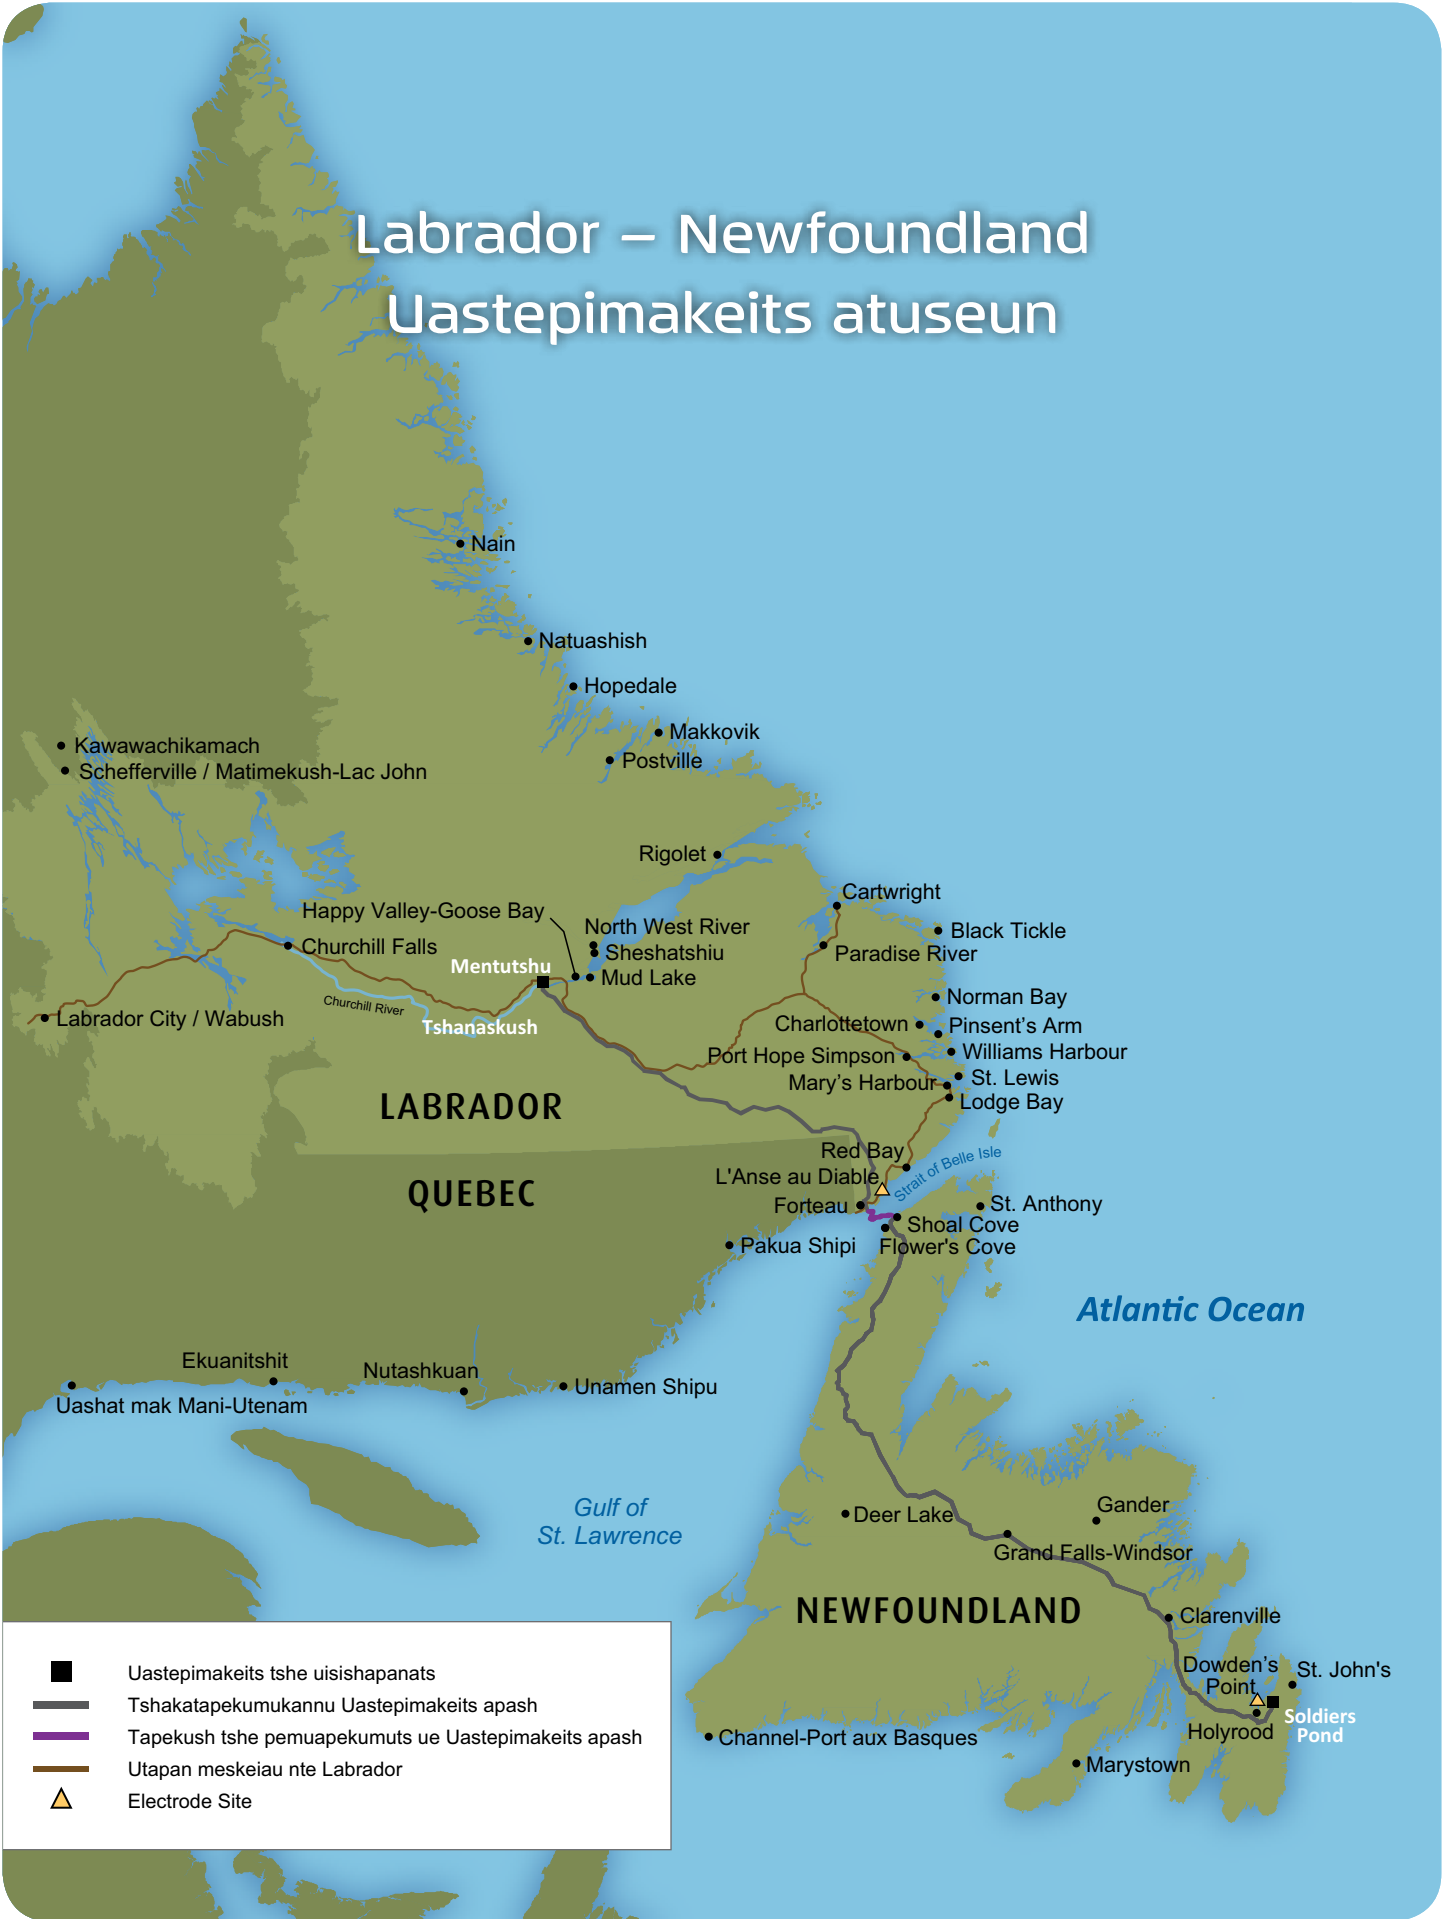 Labrador – Newfoundland
Uastepimakeits atuseun
Nain
Natuashish
Hopedale
Makkovik
Postville
Kawawachikamach
Schefferville / Matimekush-Lac John
Rigolet
Cartwright
Happy Valley-Goose Bay
North West River
Black Tickle
Churchill Falls
Sheshatshiu
Paradise River
Mentutshu
Mud Lake
Norman Bay
Churchill River
Labrador City / Wabush
Tshanaskush
Charlottetown
Pinsent's Arm
Port Hope Simpson
Williams Harbour
Mary's Harbour
St. Lewis
Lodge Bay
LABRADOR
Red Bay
Strait of Belle Isle
L'Anse au Diable
QUEBEC
Forteau
St. Anthony
Shoal Cove
Pakua Shipi
Flower's Cove
Atlantic Ocean
Ekuanitshit
Nutashkuan
Unamen Shipu
Uashat mak Mani-Utenam
Gulf of
St. Lawrence
Deer Lake
Gander
Grand Falls-Windsor
NEWFOUNDLAND
Clarenville
Dowden's
Point
St. John's
Soldiers
Pond
Holyrood
Channel-Port aux Basques
Marystown
Uastepimakeits tshe uisishapanats
Tshakatapekumukannu Uastepimakeits apash
Tapekush tshe pemuapekumuts ue Uastepimakeits apash
Utapan meskeiau nte Labrador
Electrode Site